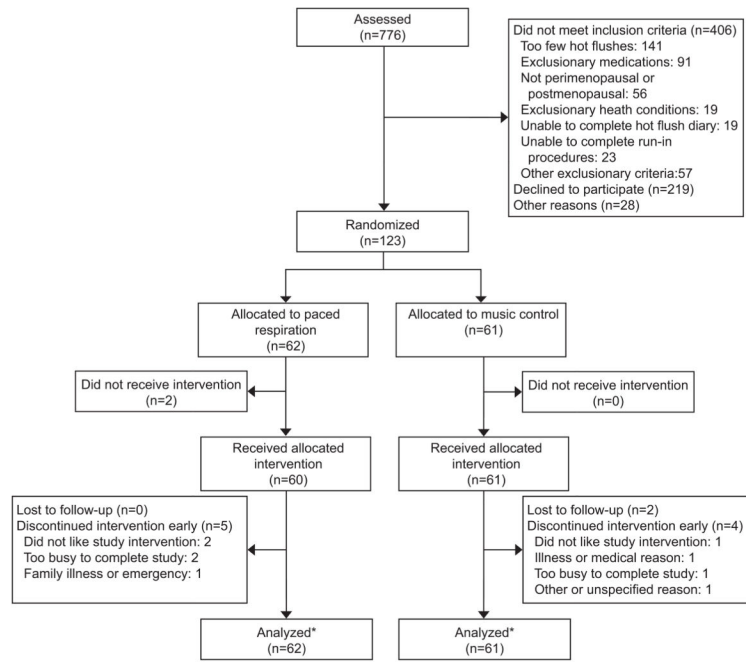 Assessed
(n=776)
Did not meet inclusion criteria (n=406)
Too few hot flushes: 141
Exclusionary medications: 91
Not perimenopausal or
postmenopausal: 56
Exclusionary heath conditions: 19
Unable to complete hot flush diary: 19
Unable to complete run-in
procedures: 23
Other exclusionary criteria:57
Declined to participate (n=219)
Other reasons (n=28)
Randomized
(n=123)
Allocated to paced
respiration
(n=62)
Allocated to music control
(n=61)
Did not receive intervention
(n=2)
Did not receive intervention
(n=0)
Received allocated
intervention
(n=60)
Received allocated
intervention
(n=61)
Lost to follow-up (n=0)
Discontinued intervention early (n=5)
Did not like study intervention: 2
Too busy to complete study: 2
Family illness or emergency: 1
Lost to follow-up (n=2)
Discontinued intervention early (n=4)
Did not like study intervention: 1
Illness or medical reason: 1
Too busy to complete study: 1
Other or unspecified reason: 1
Analyzed*
(n=62)
Analyzed*
(n=61)